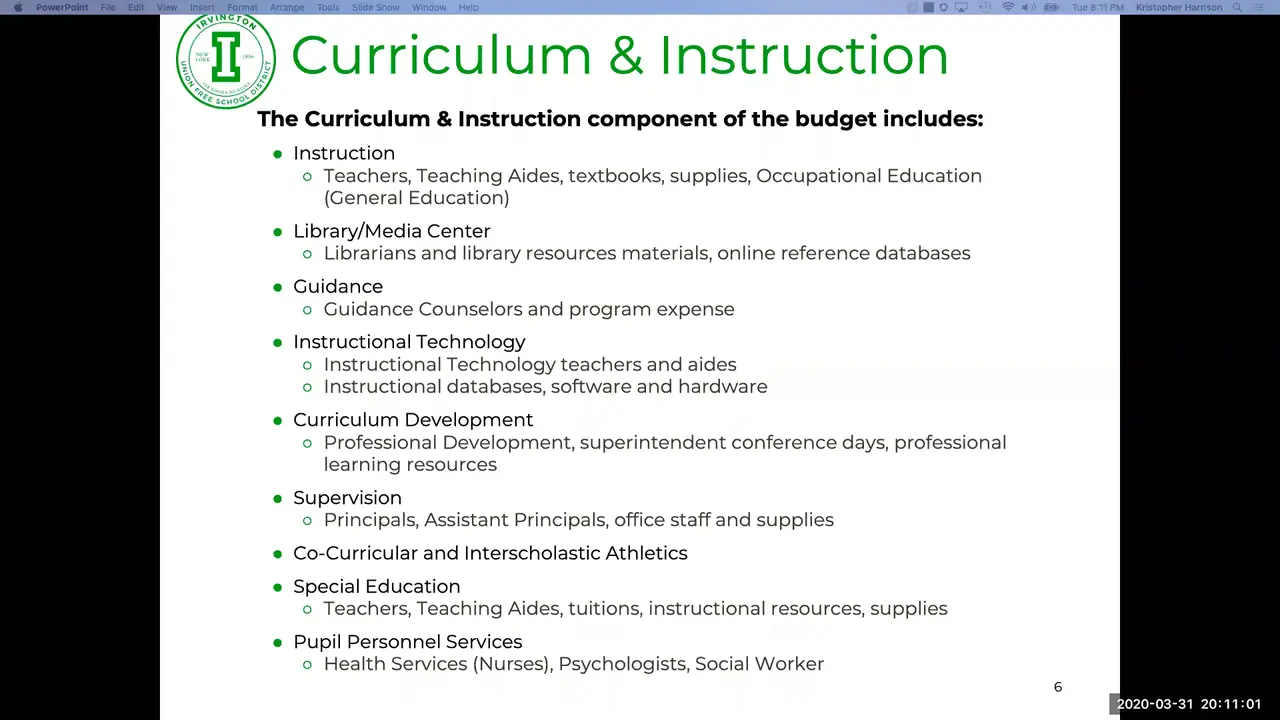 PowerPoint File Edit View Insert Format Arrange Tools Slide Show Window Help Tue 8:11 PM Kristopher Harrison
IRVINGTON
NEW YORK 1896
UNION FREE SCHOOL DISTRICT
Curriculum & Instruction
The Curriculum & Instruction component of the budget includes:
Instruction
Teachers, Teaching Aides, textbooks, supplies, Occupational Education
(General Education)
Library/Media Center
Librarians and library resources materials, online reference databases
Guidance
Guidance Counselors and program expense
Instructional Technology
Instructional Technology teachers and aides
Instructional databases, software and hardware
Curriculum Development
Professional Development, superintendent conference days, professional
learning resources
Supervision
Principals, Assistant Principals, office staff and supplies
Co-Curricular and Interscholastic Athletics
Special Education
Teachers, Teaching Aides, tuitions, instructional resources, supplies
Pupil Personnel Services
Health Services (Nurses), Psychologists, Social Worker
6
2020-03-31 20:11:01